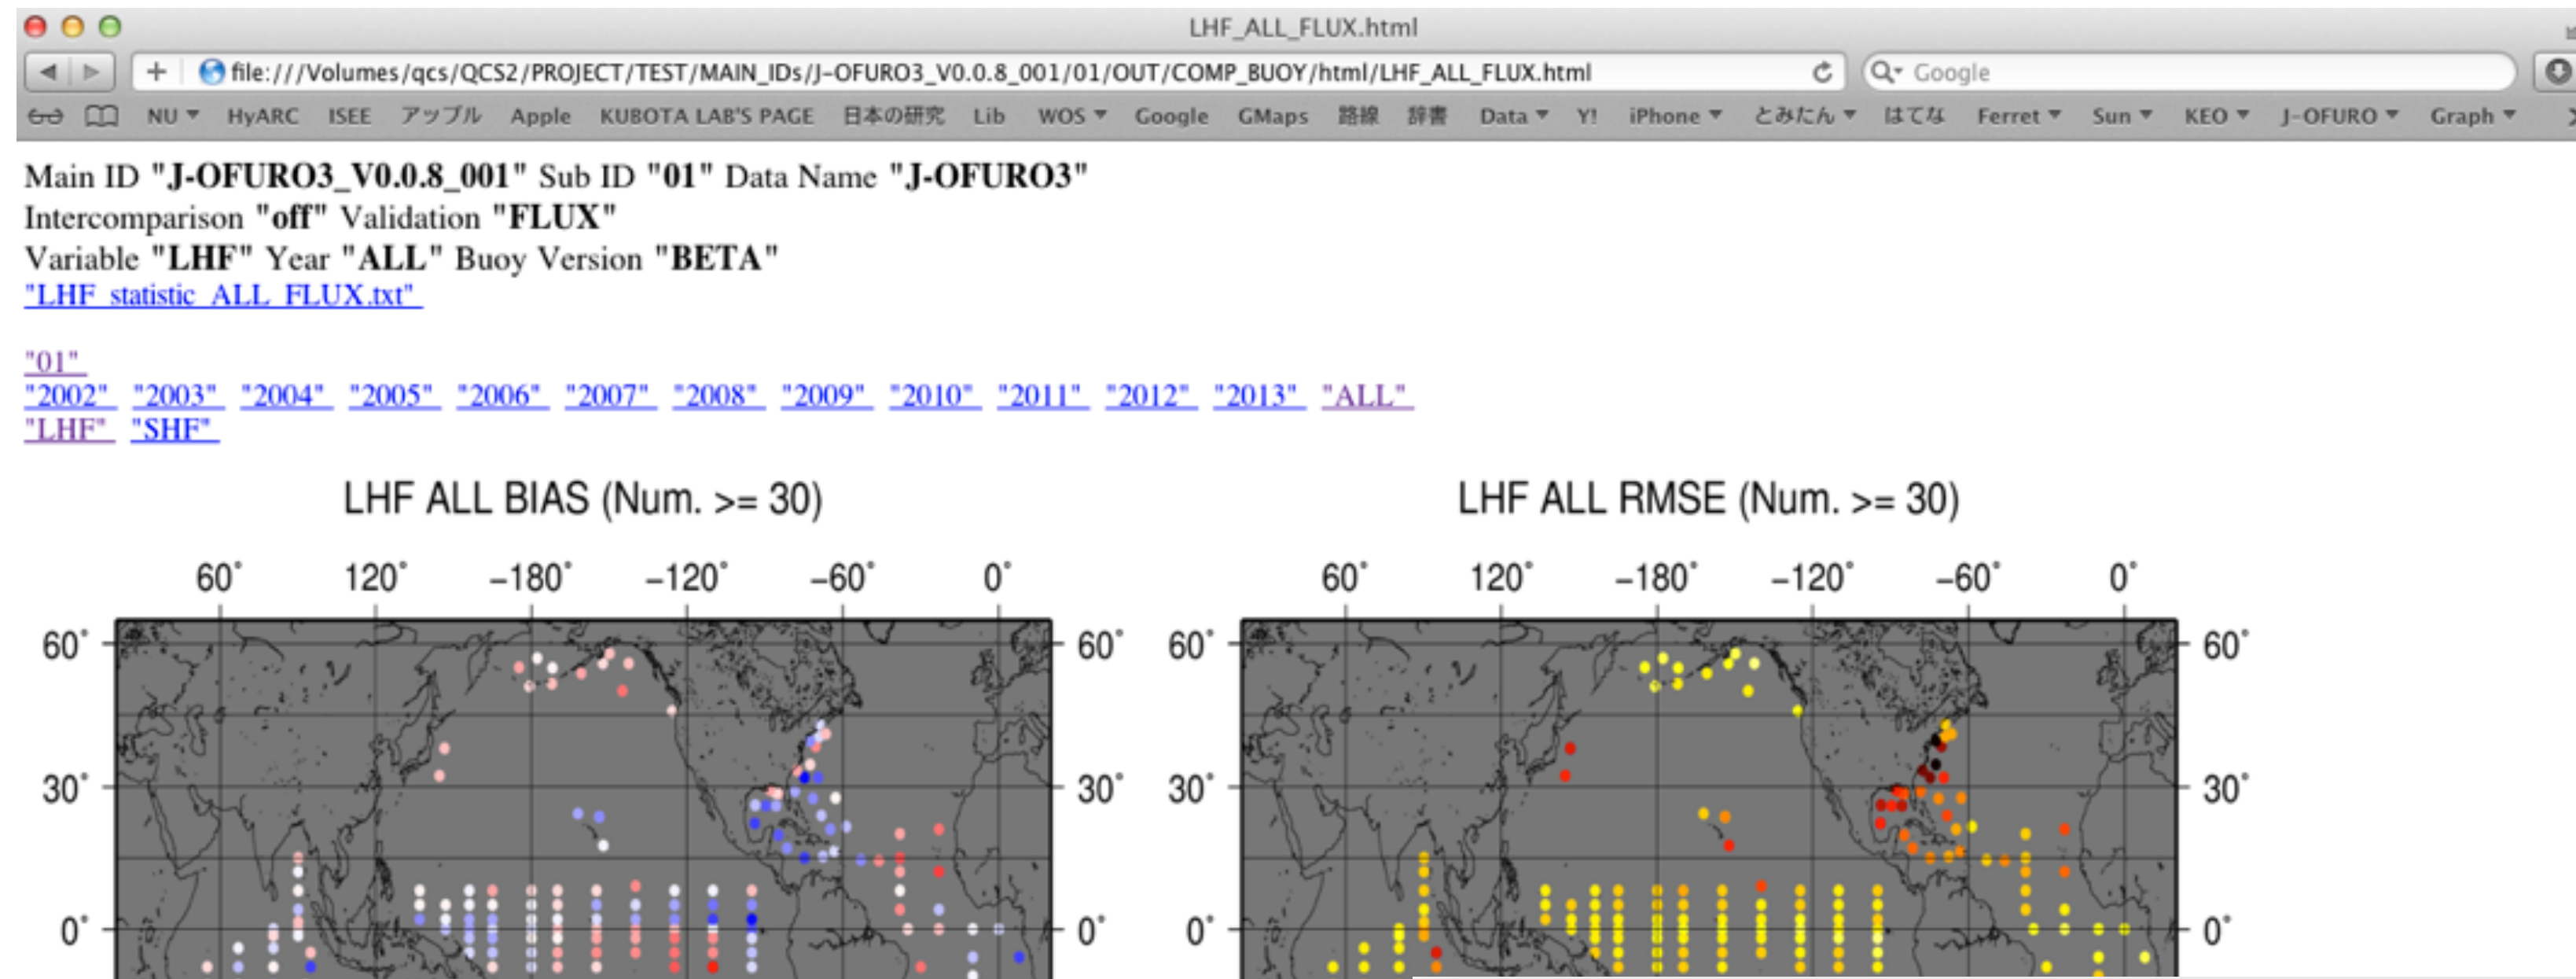 LHF_ALL_FLUX.html
file:///Volumes/qcs/QCS2/PROJECT/TEST/MAIN_IDs/J-OFURO3_V0.0.8_001/01/OUT/COMP_BUOY/html/LHF_ALL_FLUX.html Google
NU HyARC ISEE アップル Apple KUBOTA LAB'S PAGE 日本の研究 Lib WOS Google GMaps 路線 辞書 Data Y! iPhone とみたん はてな Ferret Sun KEO J-OFURO Graph
Main ID "J-OFURO3_V0.0.8_001" Sub ID "01" Data Name "J-OFURO3"
Intercomparison "off" Validation "FLUX"
Variable "LHF" Year "ALL" Buoy Version "BETA"
"LHF_statistic_ALL_FLUX.txt"
"01"
"2002" "2003" "2004" "2005" "2006" "2007" "2008" "2009" "2010" "2011" "2012" "2013" "ALL"
"LHF" "SHF"
LHF ALL BIAS (Num. >= 30) LHF ALL RMSE (Num. >= 30)
60° 120° −180° −120° −60° 0° 60° 120° −180° −120° −60° 0°
60° 60° 60° 60°
30° 30° 30° 30°
0° 0° 0° 0°